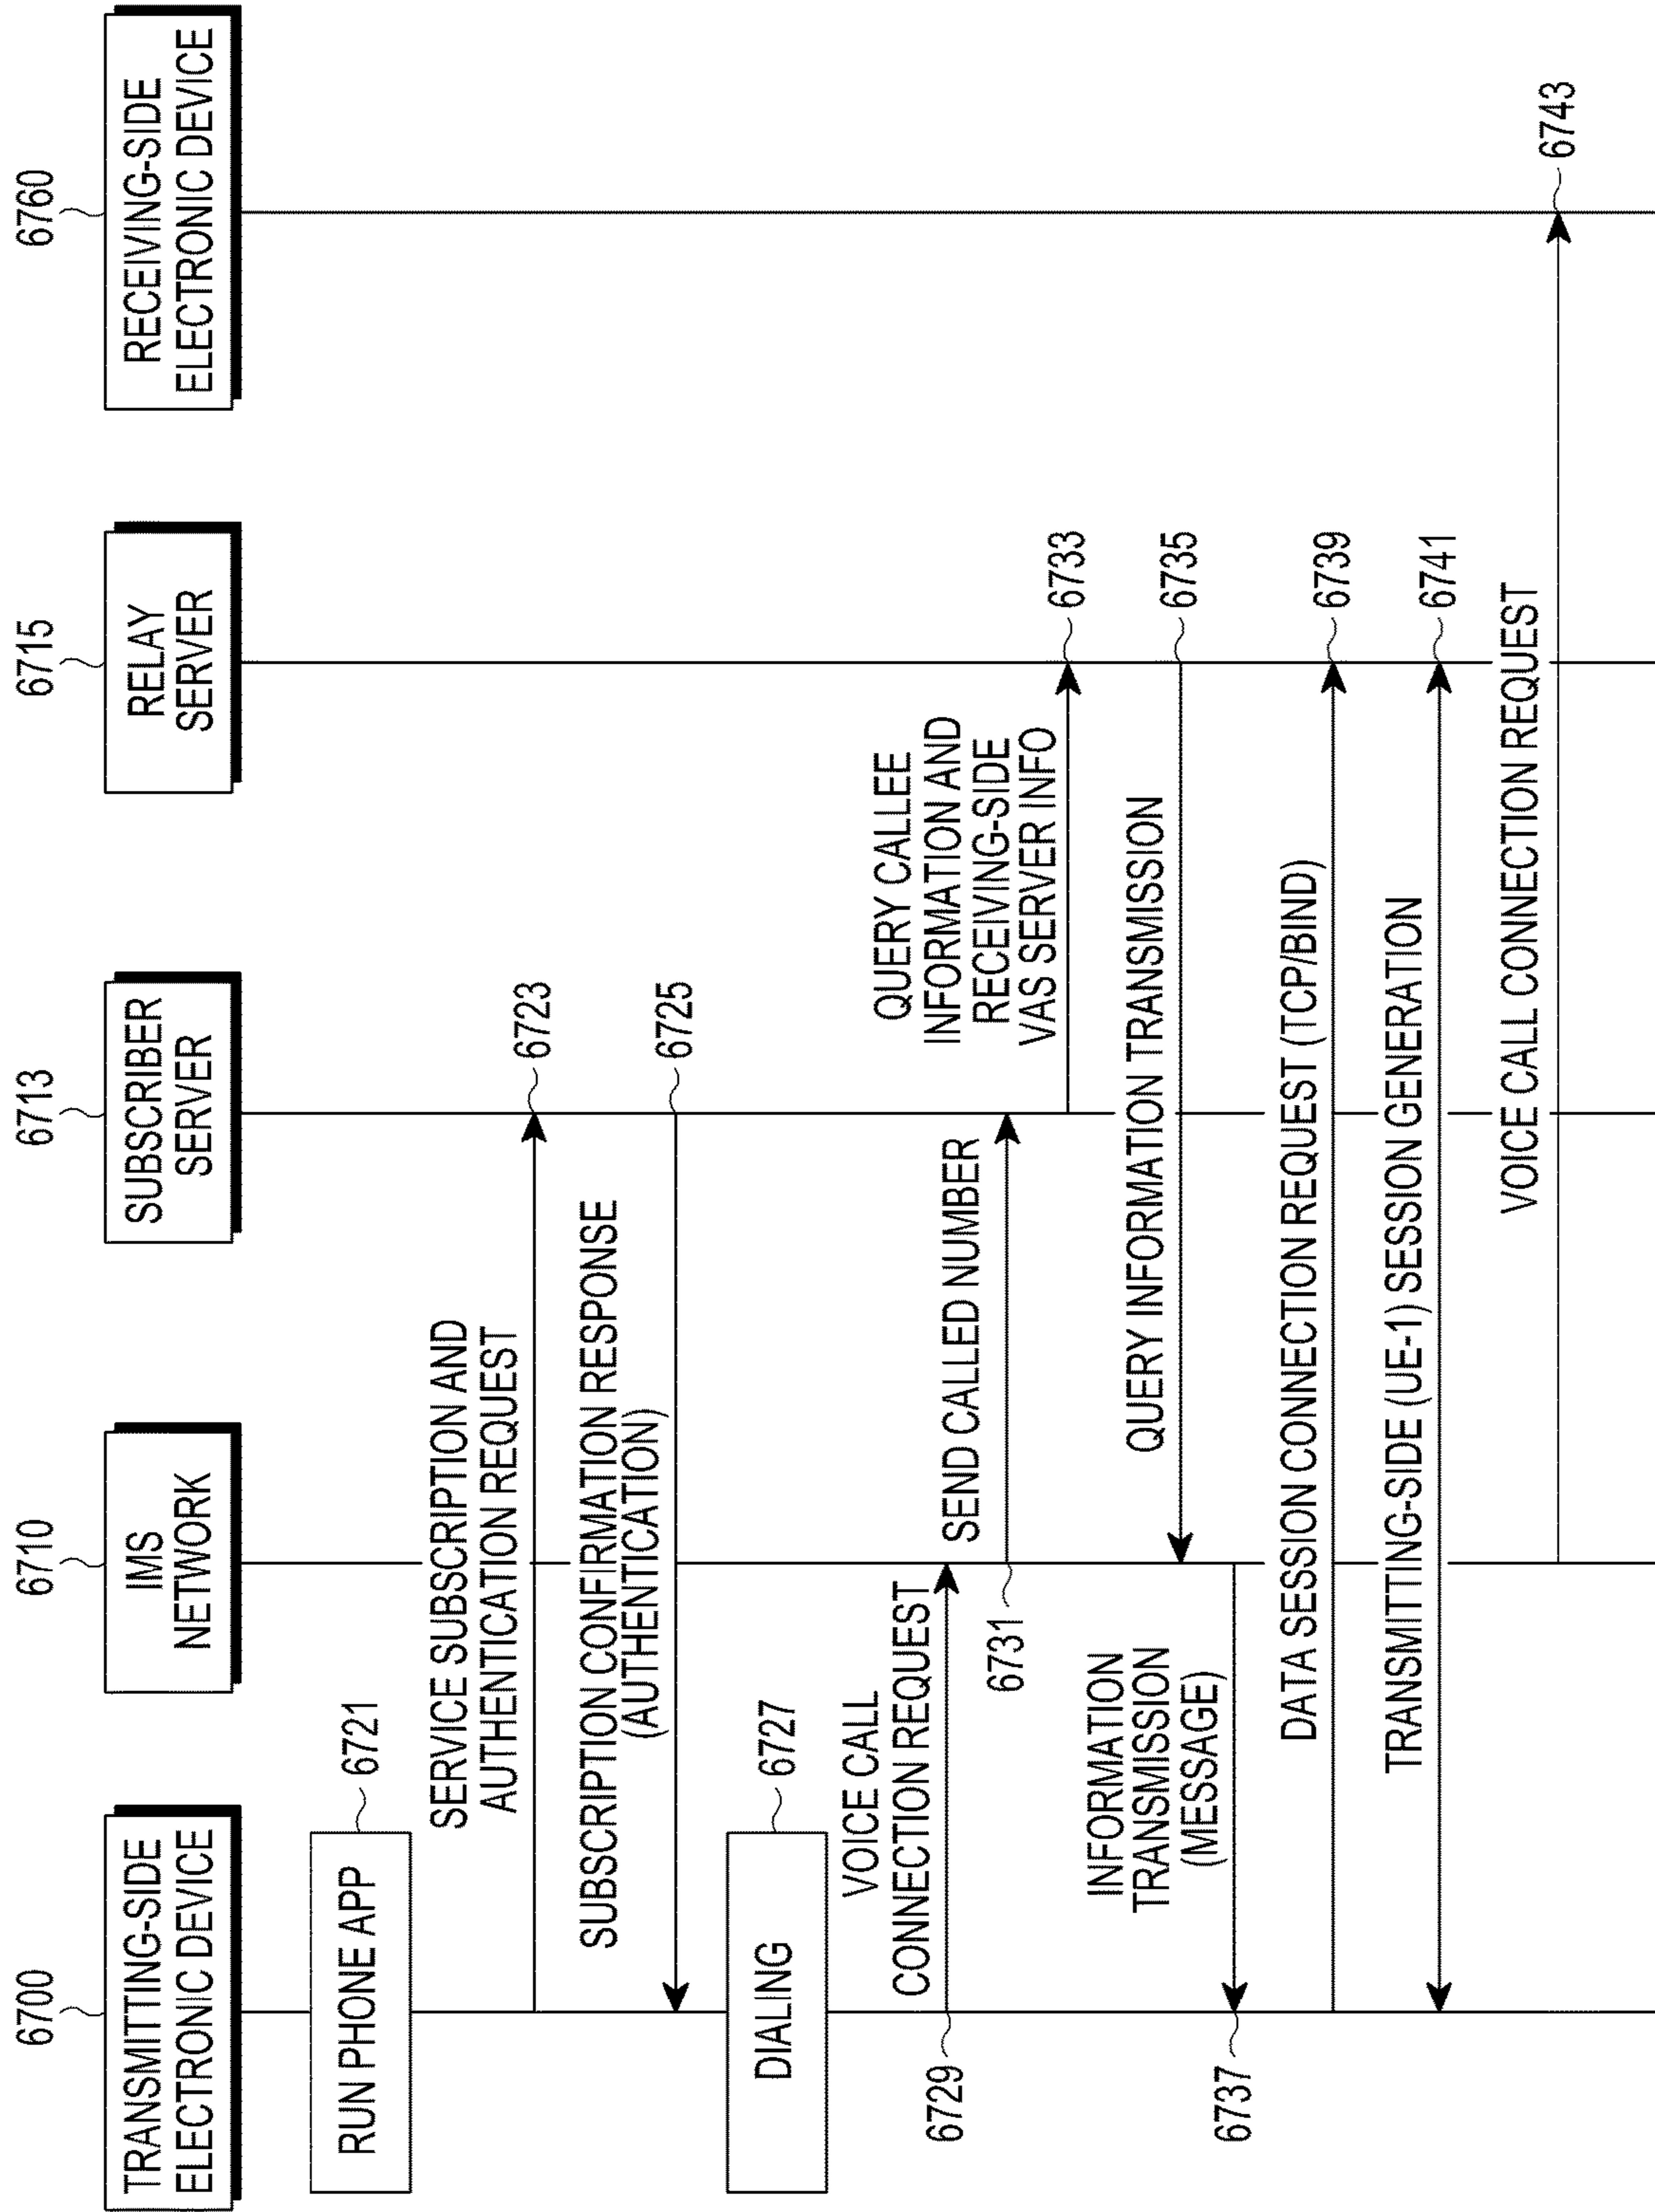 6700
TRANSMITTING-SIDE
ELECTRONIC DEVICE
6710
IMS
NETWORK
6713
SUBSCRIBER
SERVER
6715
RELAY
SERVER
6760
RECEIVING-SIDE
ELECTRONIC DEVICE
RUN PHONE APP
6721
SERVICE SUBSCRIPTION AND
AUTHENTICATION REQUEST
6723
SUBSCRIPTION CONFIRMATION RESPONSE
(AUTHENTICATION)
6725
DIALING
6727
VOICE CALL
CONNECTION REQUEST
6729
SEND CALLED NUMBER
6731
QUERY CALLEE
INFORMATION AND
RECEIVING-SIDE
VAS SERVER INFO
6733
QUERY INFORMATION TRANSMISSION
6735
INFORMATION
TRANSMISSION
(MESSAGE)
6737
DATA SESSION CONNECTION REQUEST (TCP/BIND)
6739
TRANSMITTING-SIDE (UE-1) SESSION GENERATION
6741
VOICE CALL CONNECTION REQUEST
6743